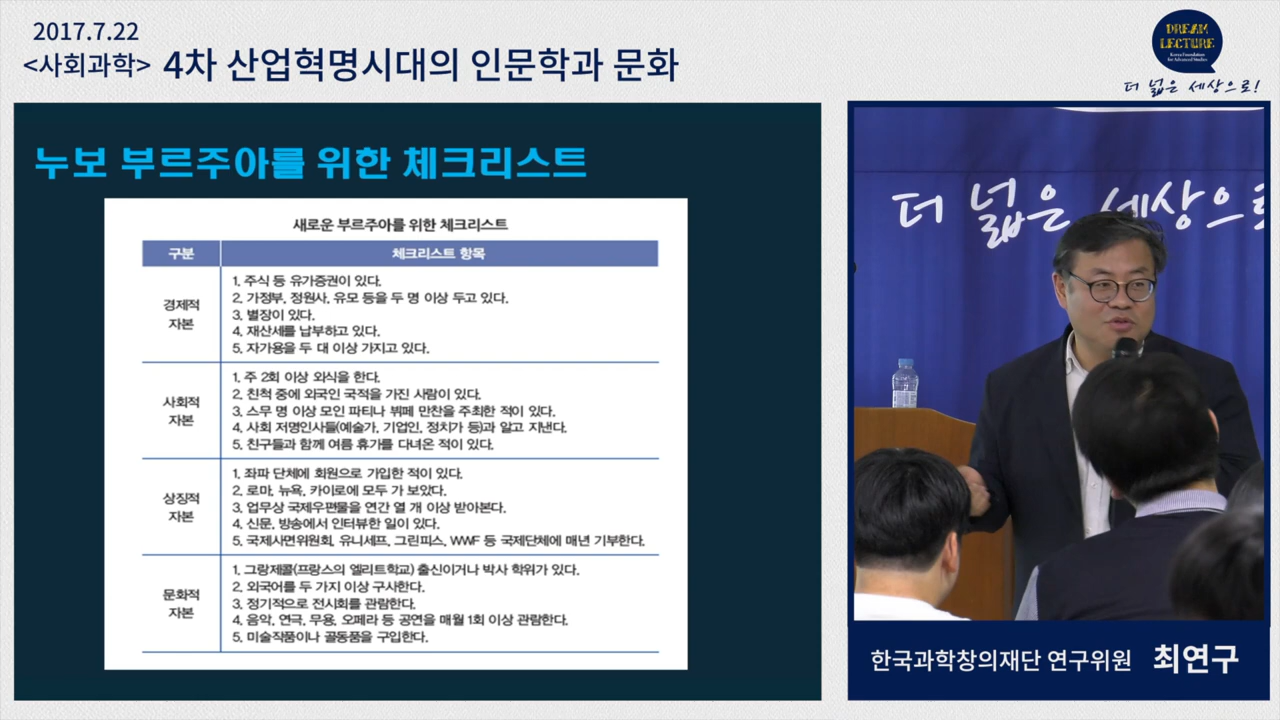 2017.7.22
<사회과학> 4차 산업혁명시대의 인문학과 문화
DREAM
LECTURE
Korea Foundation
for Advanced Studies
더 넓은 세상으로!
누보 부르주아를 위한 체크리스트
새로운 부르주아를 위한 체크리스트
구분 체크리스트 항목
경제적
자본
1. 주식 등 유가증권이 있다.
2. 가정부, 정원사, 유모 등을 두 명 이상 두고 있다.
3. 별장이 있다.
4. 재산세를 납부하고 있다.
5. 자가용을 두 대 이상 가지고 있다.
사회적
자본
1. 주 2회 이상 외식을 한다.
2. 친척 중에 외국인 국적을 가진 사람이 있다.
3. 스무 명 이상 모인 파티나 뷔페 만찬을 주최한 적이 있다.
4. 사회 저명인사들(예술가, 기업인, 정치가 등)과 알고 지낸다.
5. 친구들과 함께 여름 휴가를 다녀온 적이 있다.
상징적
자본
1. 좌파 단체에 회원으로 가입한 적이 있다.
2. 로마, 뉴욕, 카이로에 모두 가 보았다.
3. 업무상 국제우편물을 연간 열 개 이상 받아본다.
4. 신문, 방송에서 인터뷰한 일이 있다.
5. 국제사면위원회, 유니세프, 그린피스, WWF 등 국제단체에 매년 기부한다.
문화적
자본
1. 그랑제콜(프랑스의 엘리트학교) 출신이거나 박사 학위가 있다.
2. 외국어를 두 가지 이상 구사한다.
3. 정기적으로 전시회를 관람한다.
4. 음악, 연극, 무용, 오페라 등 공연을 매월 1회 이상 관람한다.
5. 미술작품이나 골동품을 구입한다.
더 넓은 세상으로
한국과학창의재단 연구위원 최연구